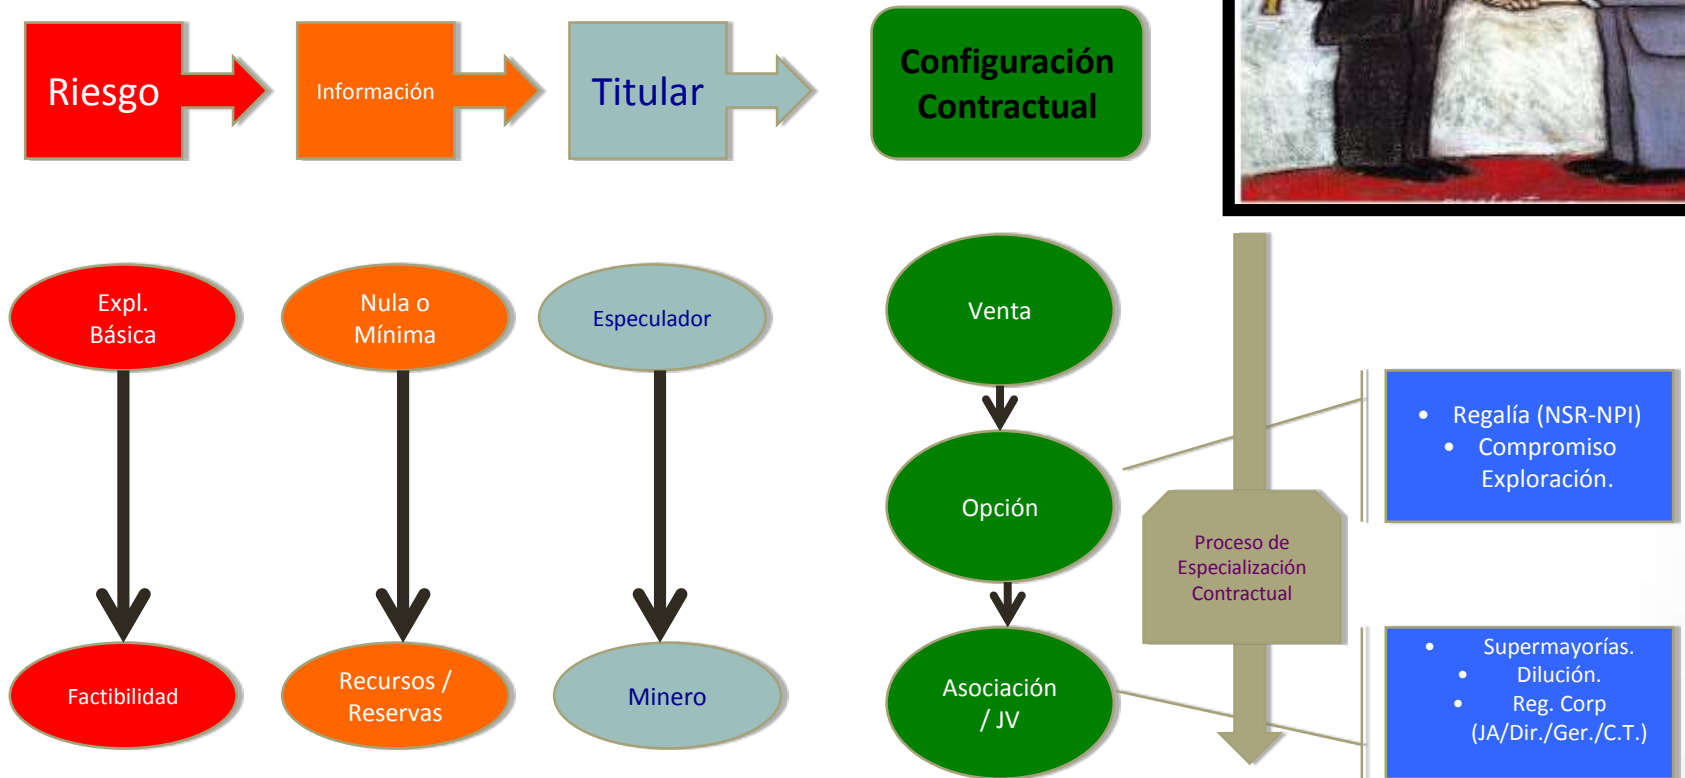 Riesgo
Información
Titular
Configuración
Contractual
Expl.
Básica
Nula o
Mínima
Especulador
Venta
• Regalía (NSR-NPI)
• Compromiso
Exploración.
Opción
Proceso de
Especialización
Contractual
Factibilidad
Recursos /
Reservas
Minero
Asociación
/ JV
• Supermayorías.
• Dilución.
• Reg. Corp
(JA/Dir./Ger./C.T.)